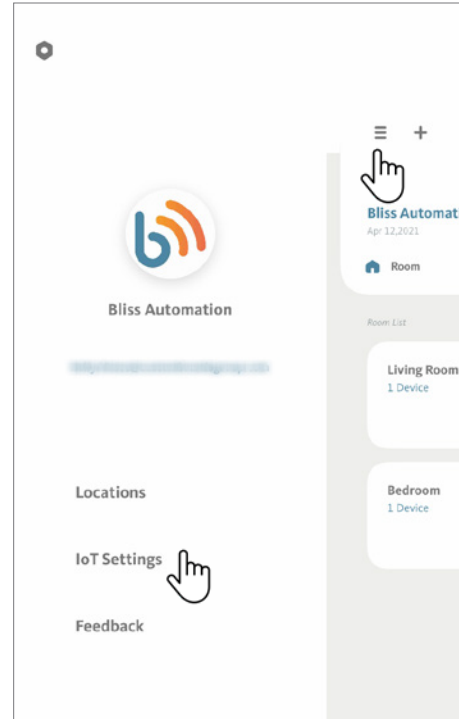 Bliss Automati
Apr 12,2021
Room
Bliss Automation
Room List
Living Room
1 Device
Bedroom
1 Device
Locations
IoT Settings
Feedback